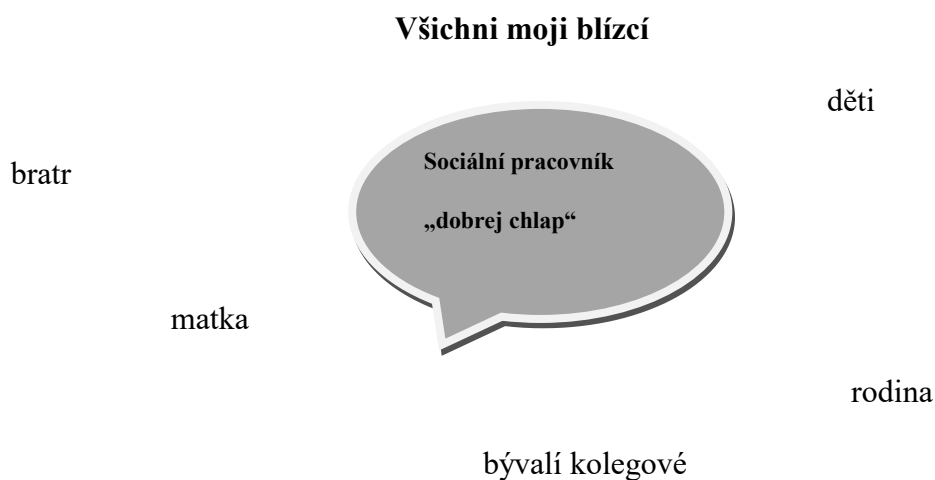 Všichni moji blízcí
děti
bratr
Sociální pracovník
„dobrej chlap“
matka
rodina
bývalí kolegové